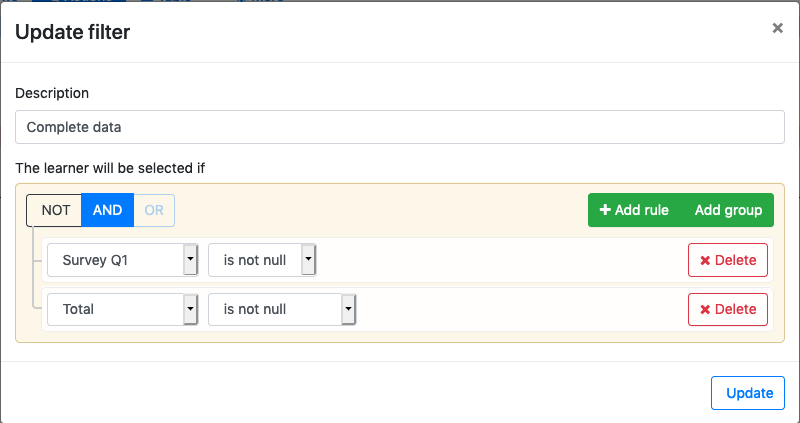 Update filter
×
Description
Complete data
The learner will be selected if
NOT AND OR
Add rule Add group
Survey Q1 is not null Delete
Total is not null Delete
Update